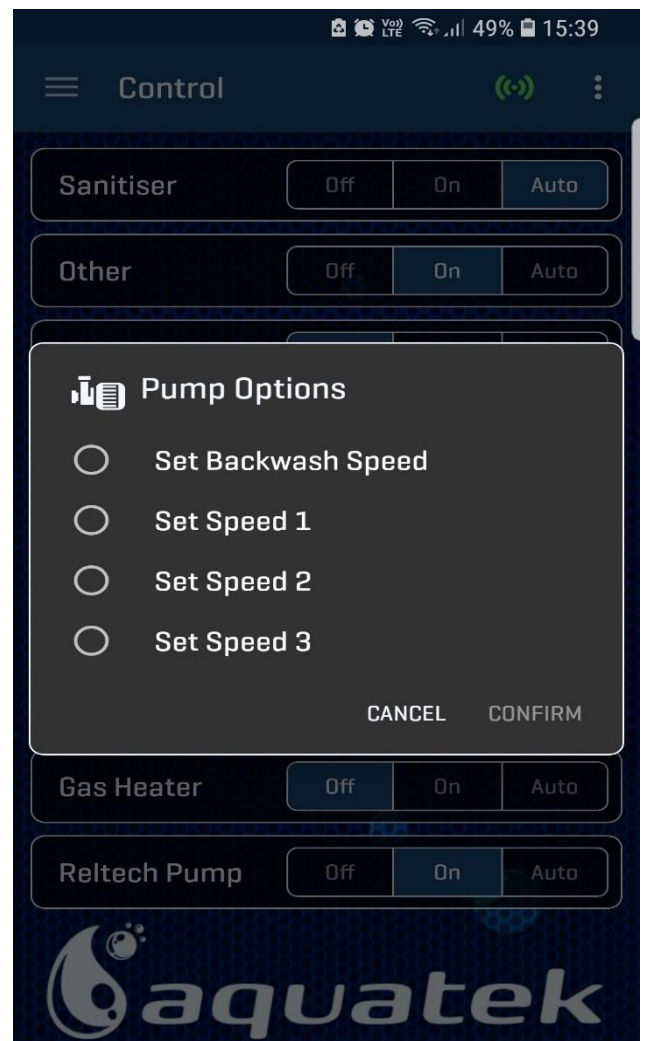 Vo)) LTE 49% 15:39
Control
Sanitiser Off On Auto
Other Off On Auto
Pump Options
Set Backwash Speed
Set Speed 1
Set Speed 2
Set Speed 3
CANCEL CONFIRM
Gas Heater Off On Auto
Reltech Pump Off On Auto
aquatek